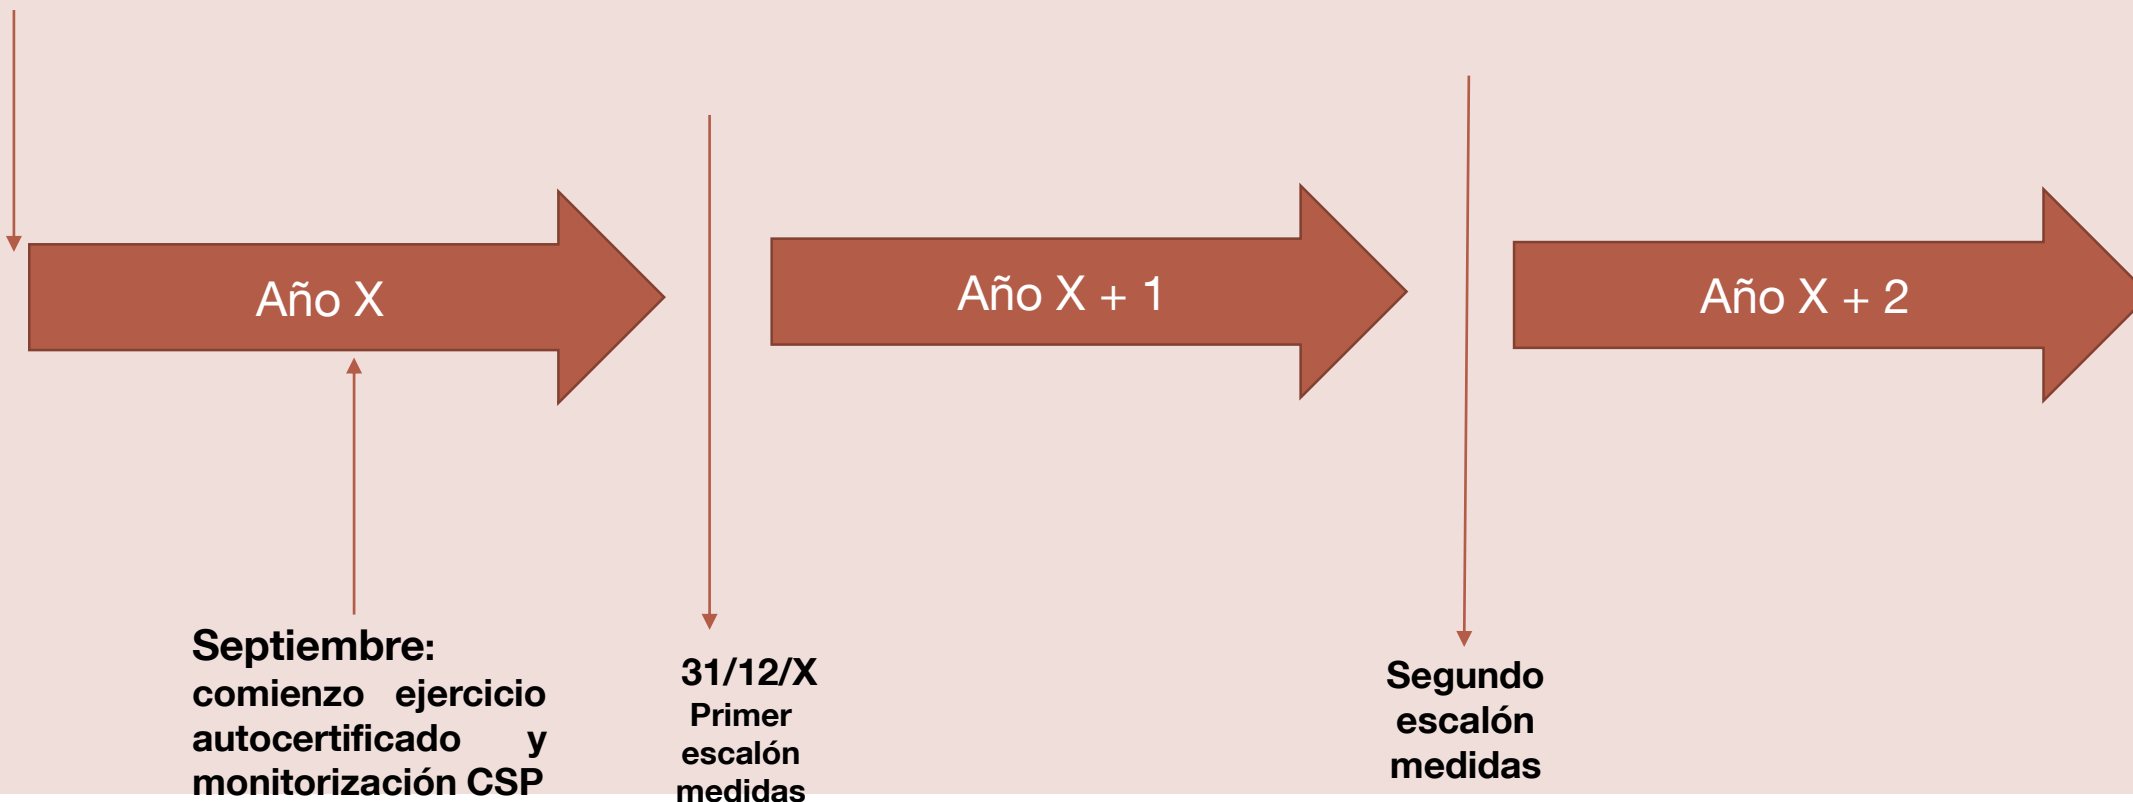 Año X
Año X + 1
Año X + 2
Septiembre:
comienzo ejercicio
autocertificado y
monitorización CSP
31/12/X
Primer
escalón
medidas
Segundo
escalón
medidas